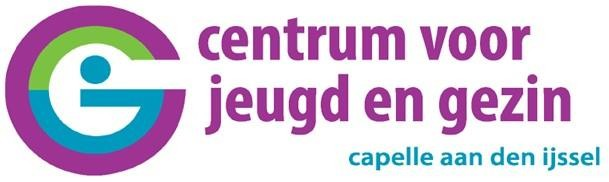 centrum voor
jeugd en gezin
capelle aan den ijssel